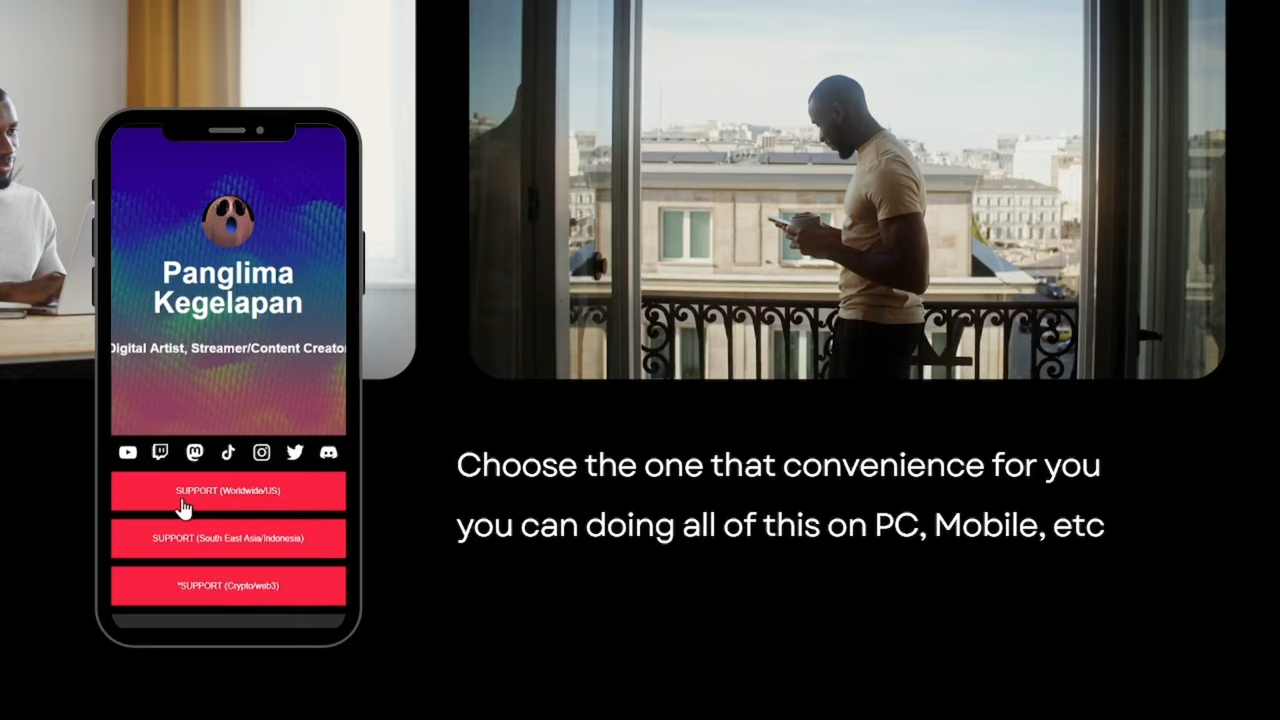 Panglima
Kegelapan
Digital Artist, Streamer/Content Creator
SUPPORT (Worldwide/US)
SUPPORT (South East Asia/Indonesia)
*SUPPORT (Crypto/web3)
Choose the one that convenience for you
you can doing all of this on PC, Mobile, etc